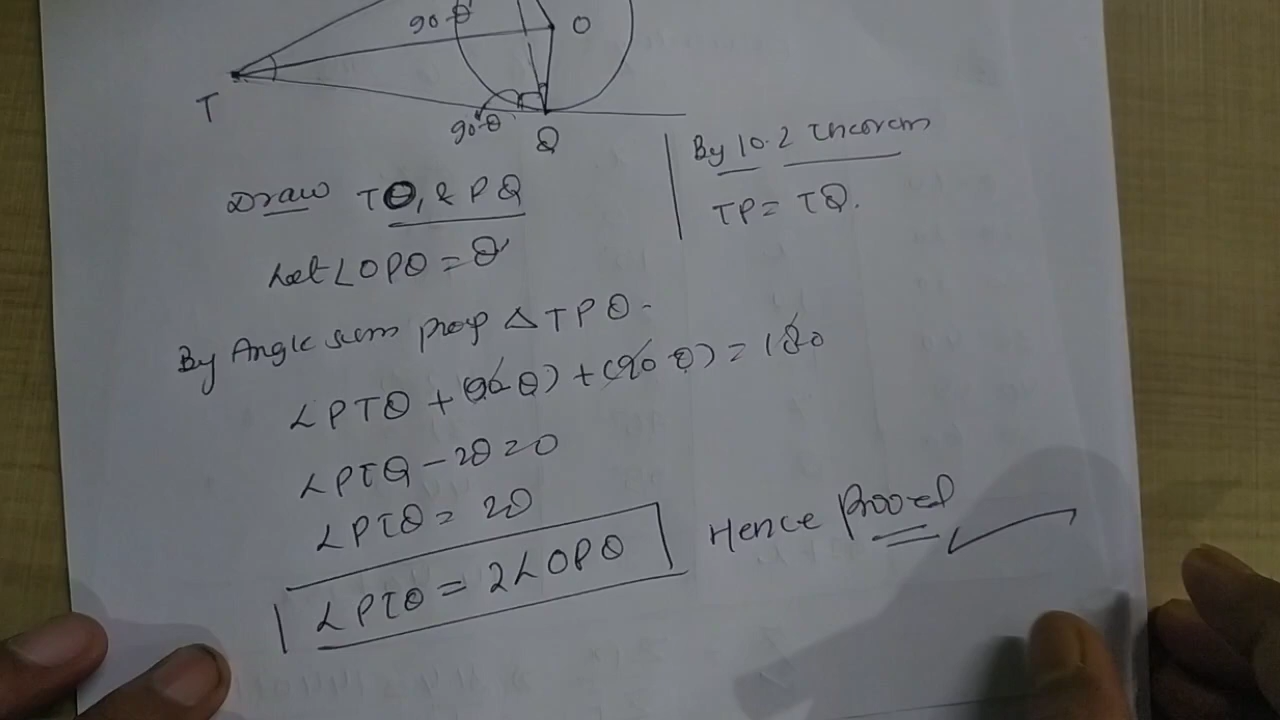 90-θ
O
T
90-θ
Q
By 10.2 Theorem
TP = TQ.
Draw TO, & PQ
Let ∠OPQ = θ
By Angle sum prop △TPQ -
∠PTQ + (90-θ) + (90 θ) = 180
∠PTQ - 2θ = 0
∠PTQ = 2θ
∠PTQ = 2∠OPQ
Hence Prooved